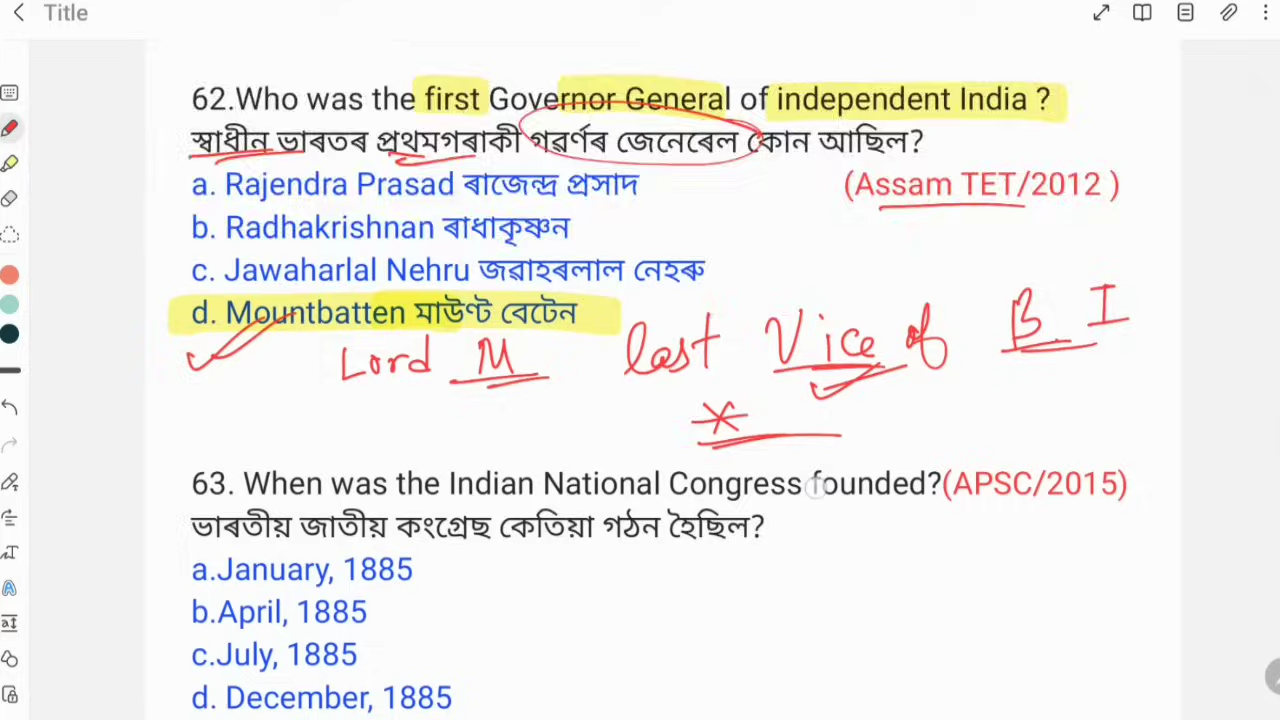 Title
62.Who was the first Governor General of independent India ?
স্বাধীন ভাৰতৰ প্ৰথমগৰাকী গৱৰ্ণৰ জেনেৰেল কোন আছিল?
a. Rajendra Prasad ৰাজেন্দ্ৰ প্ৰসাদ (Assam TET/2012 )
b. Radhakrishnan ৰাধাকৃষ্ণন
c. Jawaharlal Nehru জৱাহৰলাল নেহৰু
d. Mountbatten মাউণ্ট বেটেন
Lord M last Vice of B. I
63. When was the Indian National Congress founded?(APSC/2015)
ভাৰতীয় জাতীয় কংগ্ৰেছ কেতিয়া গঠন হৈছিল?
a.January, 1885
b.April, 1885
c.July, 1885
d. December, 1885